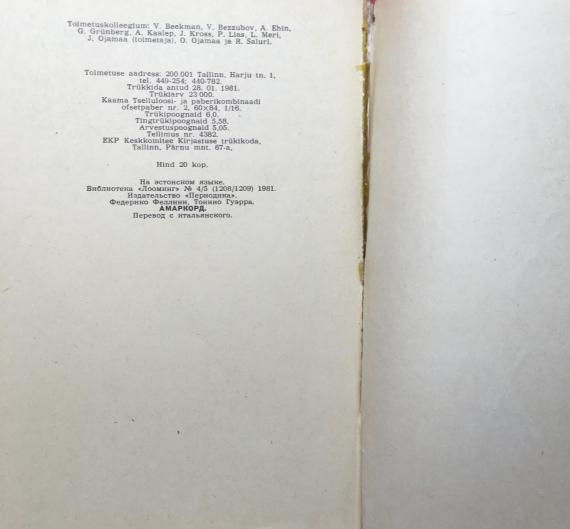 Toimetuskolleegium: V. Beekman, V. Bezzubov, A. Ehin,
G. Grünberg, A. Kaalep, J. Kross, P. Lias, L. Meri,
J. Ojamaa (toimetaja), O. Ojamaa ja R. Saluri.
Toimetuse aadress: 200 001 Tallinn, Harju tn. 1,
tel. 449-254; 440-782.
Trükkida antud 28. 01. 1981.
Trükiarv 23 000.
Kaama Tselluloosi- ja paberikombinaadi
ofsetpaber nr. 2, 60×84, 1/16.
Trükipoognaid 6,0.
Tingtrükipoognaid 5,58.
Arvestuspoognaid 5,05.
Tellimus nr. 4382.
EKP Keskkomitee Kirjastuse trükikoda,
Tallinn, Pärnu mnt. 67-a,
Hind 20 kop.
На эстонском языке.
Библиотека «Лооминг» № 4/5 (1208/1209) 1981.
Издательство «Периодика».
Федерико Феллини, Тонино Гуэрра.
АМАРКОРД.
Перевод с итальянского.